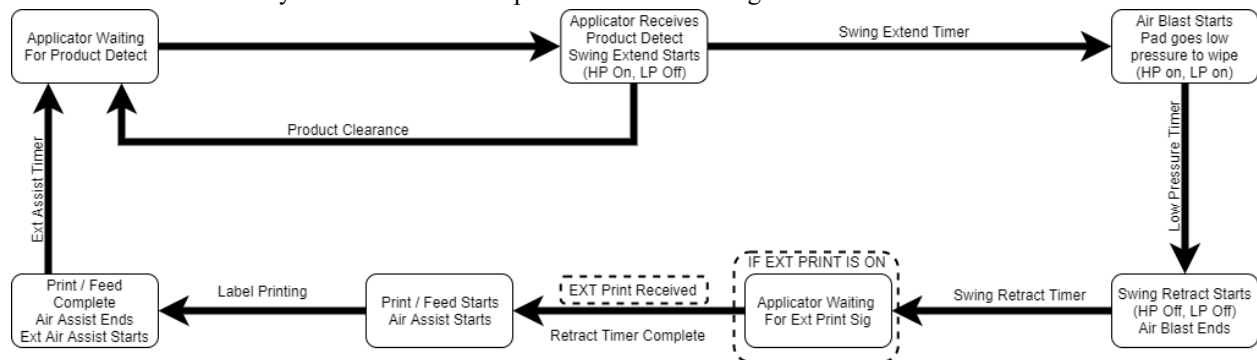 Applicator Waiting
For Product Detect
Applicator Receives
Product Detect
Swing Extend Starts
(HP On, LP Off)
Swing Extend Timer
Air Blast Starts
Pad goes low
pressure to wipe
(HP on, LP on)
Product Clearance
Ext Assist Timer
Low Pressure Timer
Print / Feed
Complete
Air Assist Ends
Ext Air Assist Starts
Label Printing
Print / Feed Starts
Air Assist Starts
EXT Print Received
Retract Timer Complete
IF EXT PRINT IS ON
Applicator Waiting
For Ext Print Sig
Swing Retract Timer
Swing Retract Starts
(HP Off, LP Off)
Air Blast Ends